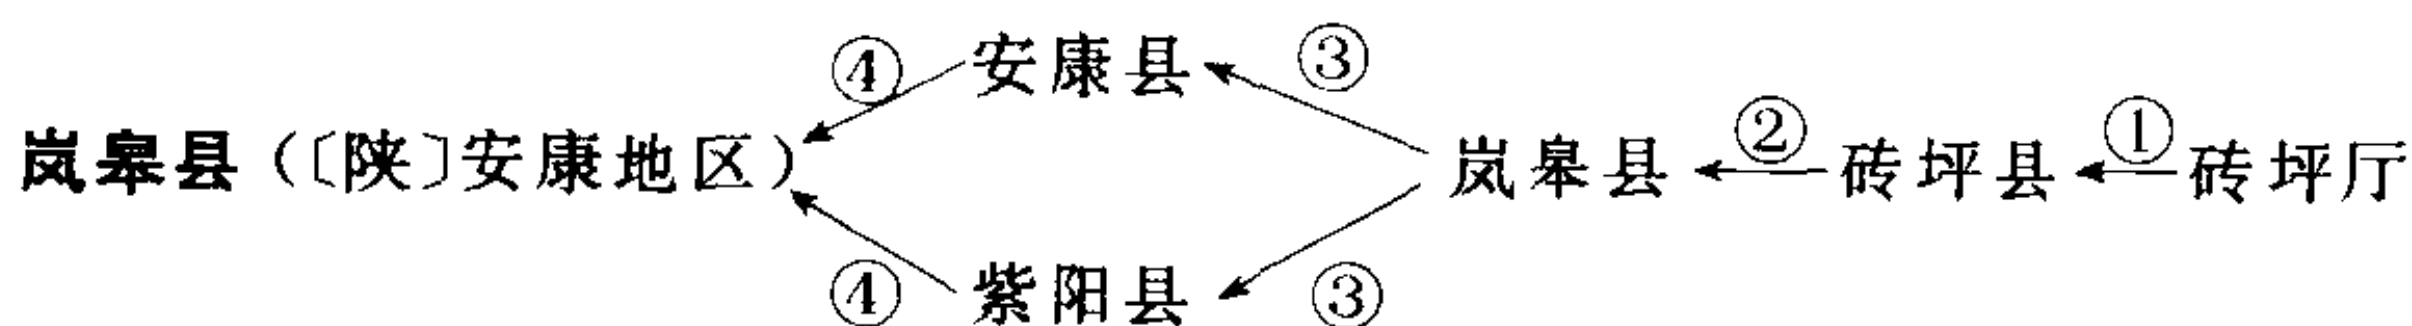 ④ 安康县 ③
岚皋县（〔陕〕安康地区） 岚皋县 ② 砖坪县 ① 砖坪厅
④ 紫阳县 ③